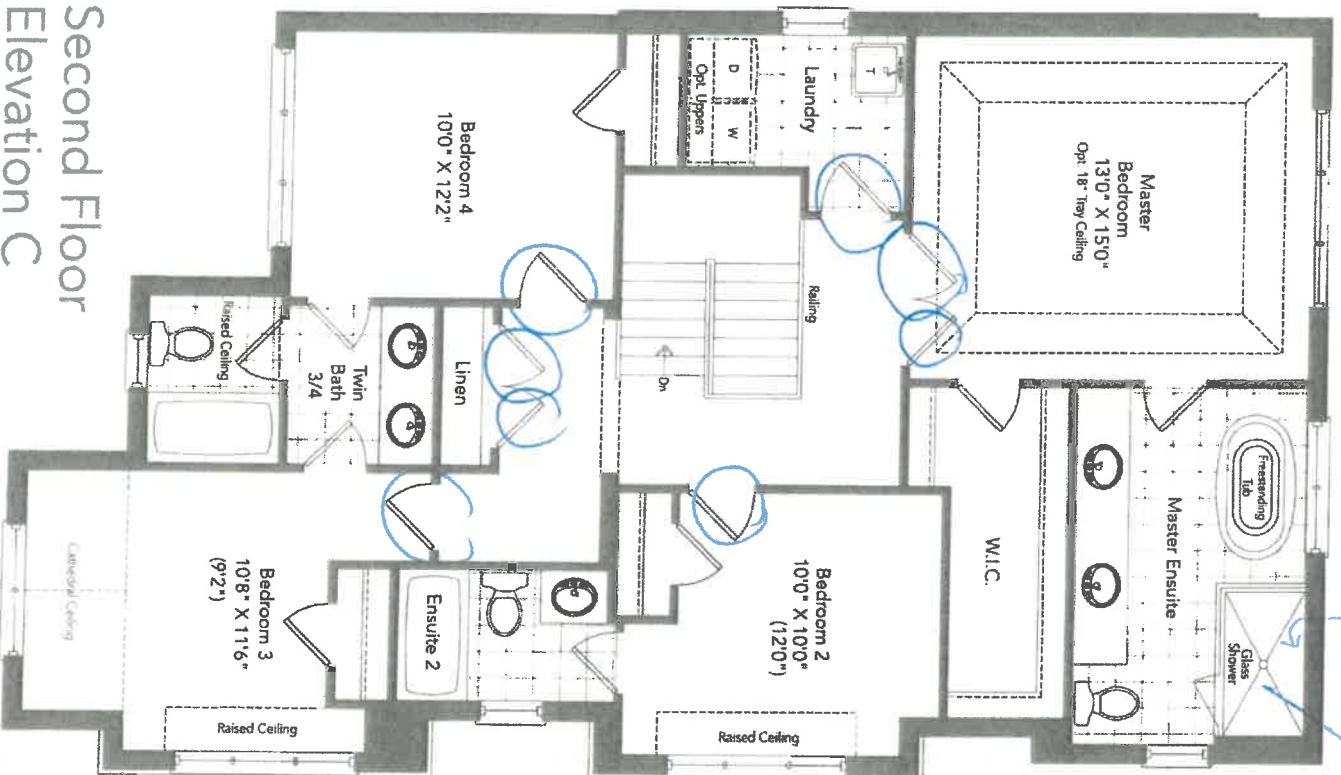 Second Floor
Elevation C
Master
Bedroom
13'0" X 15'0"
Opt. 18" Tray Ceiling
Laundry
T
D
W
Opt. Uppers
Bedroom 4
10'0" X 12'2"
Railing
Dn
Linen
Twin
Bath
3/4
Raised Ceiling
Freestanding
Tub
Master Ensuite
Glass
Shower
W.I.C.
Bedroom 2
10'0" X 10'0"
(12'0")
Raised Ceiling
Ensuite 2
Bedroom 3
10'8" X 11'6"
(9'2")
Raised Ceiling
Cathedral Ceiling